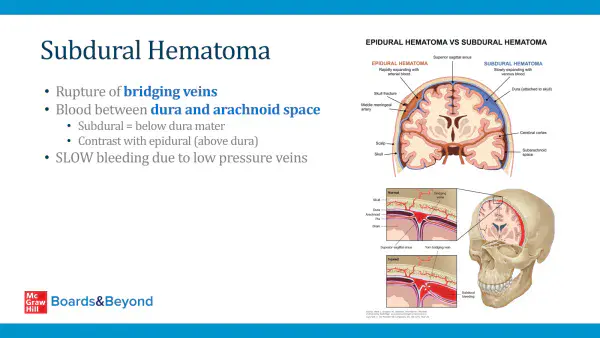 Subdural Hematoma
• Rupture of bridging veins
• Blood between dura and arachnoid space
• Subdural = below dura mater
• Contrast with epidural (above dura)
• SLOW bleeding due to low pressure veins
EPIDURAL HEMATOMA VS SUBDURAL HEMATOMA
Superior sagittal sinus
EPIDURAL HEMATOMA
Rapidly expanding with
arterial blood
SUBDURAL HEMATOMA
Slowly expanding with
venous blood
Skull fracture
Middle meningeal
artery
Scalp
Skull
Dura (attached to skull)
Cerebral cortex
Subarachnoid
space
Normal
Skull
Dura
Arachnoid
Pia
Bridging
Superior sagittal sinus
Torn bridging vein
Subdural
bleeding
Mc
Graw
Hill
Boards&Beyond